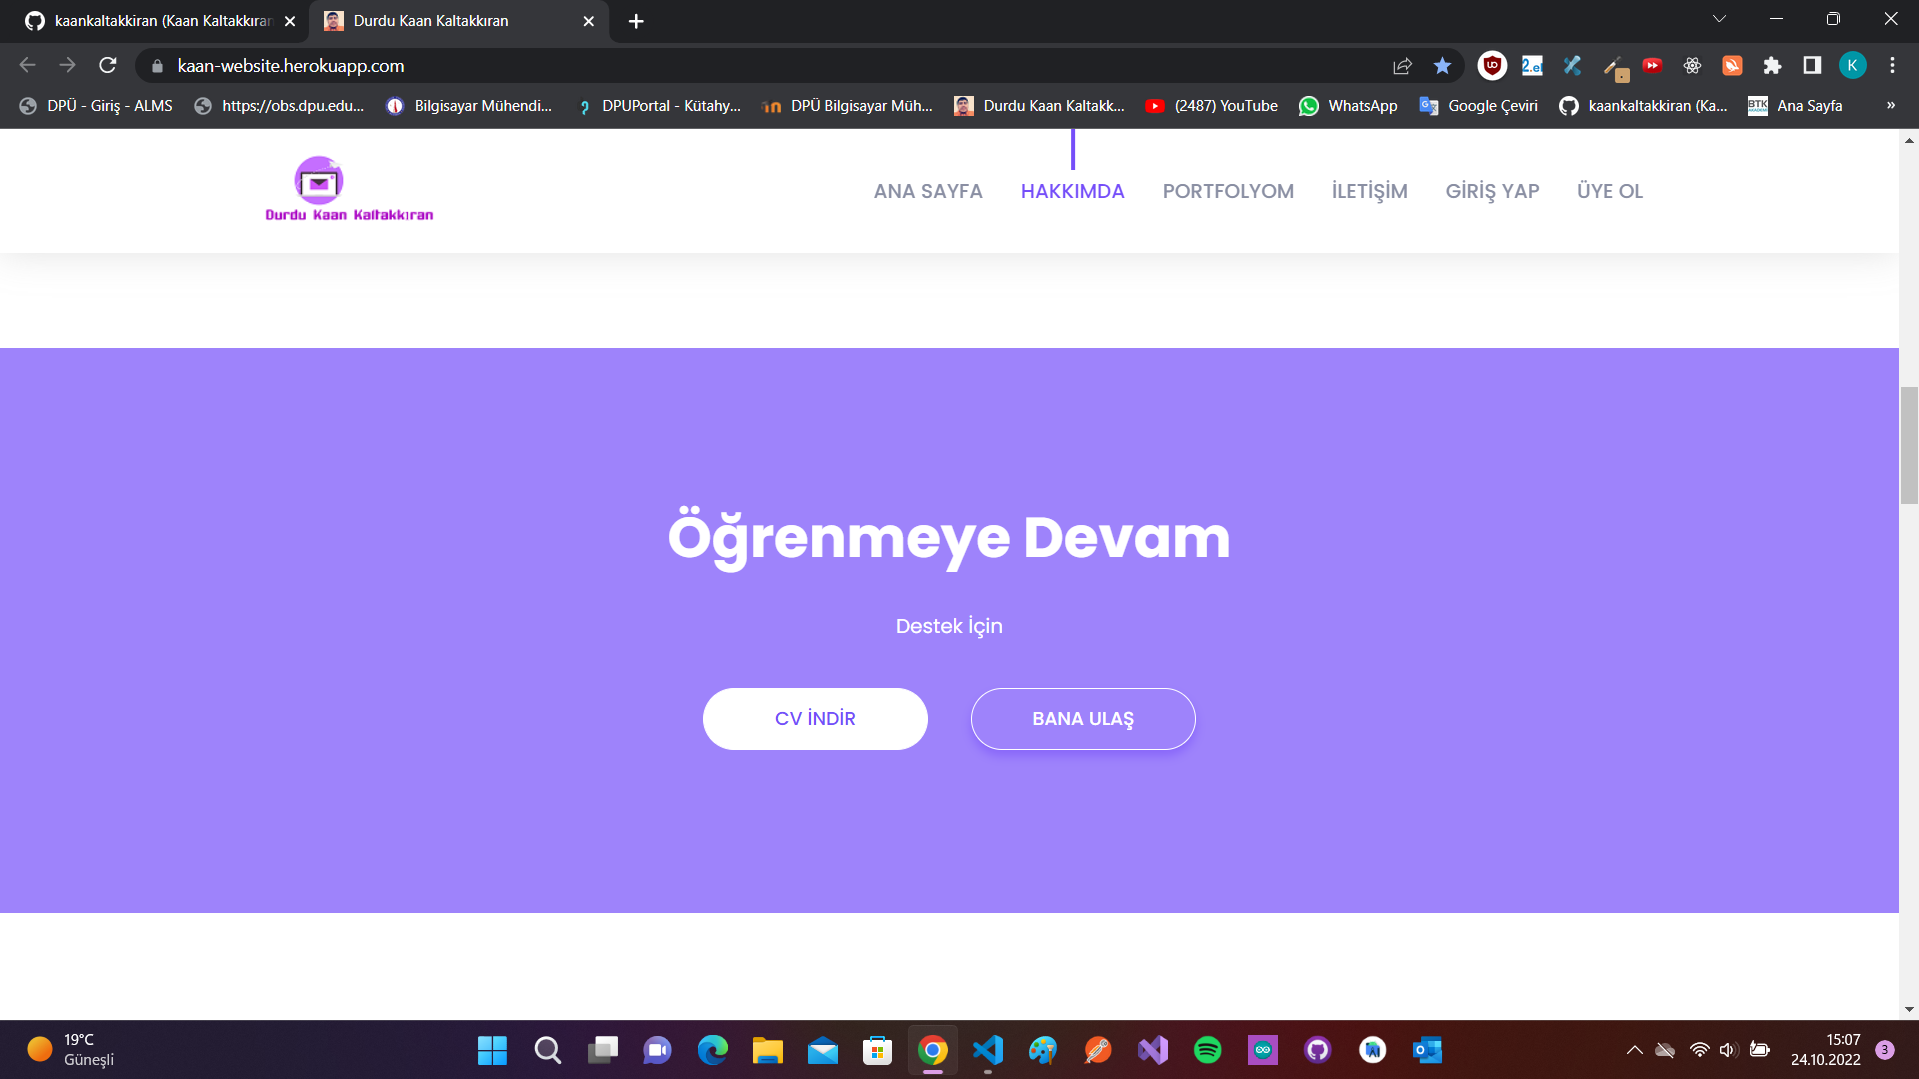 kaankaltakkiran (Kaan Kaltakkıran
Durdu Kaan Kaltakkıran
kaan-website.herokuapp.com
K
DPÜ - Giriş - ALMS
https://obs.dpu.edu...
Bilgisayar Mühendi...
DPUPortal - Kütahy...
DPÜ Bilgisayar Müh...
Durdu Kaan Kaltakk...
(2487) YouTube
WhatsApp
Google Çeviri
kaankaltakkiran (Ka...
BTK
Ana Sayfa
»
Durdu Kaan Kaltakkıran
ANA SAYFA
HAKKIMDA
PORTFOLYOM
İLETİŞİM
GİRİŞ YAP
ÜYE OL
Öğrenmeye Devam
Destek İçin
CV İNDİR
BANA ULAŞ
19°C
Güneşli
15:07
24.10.2022
3